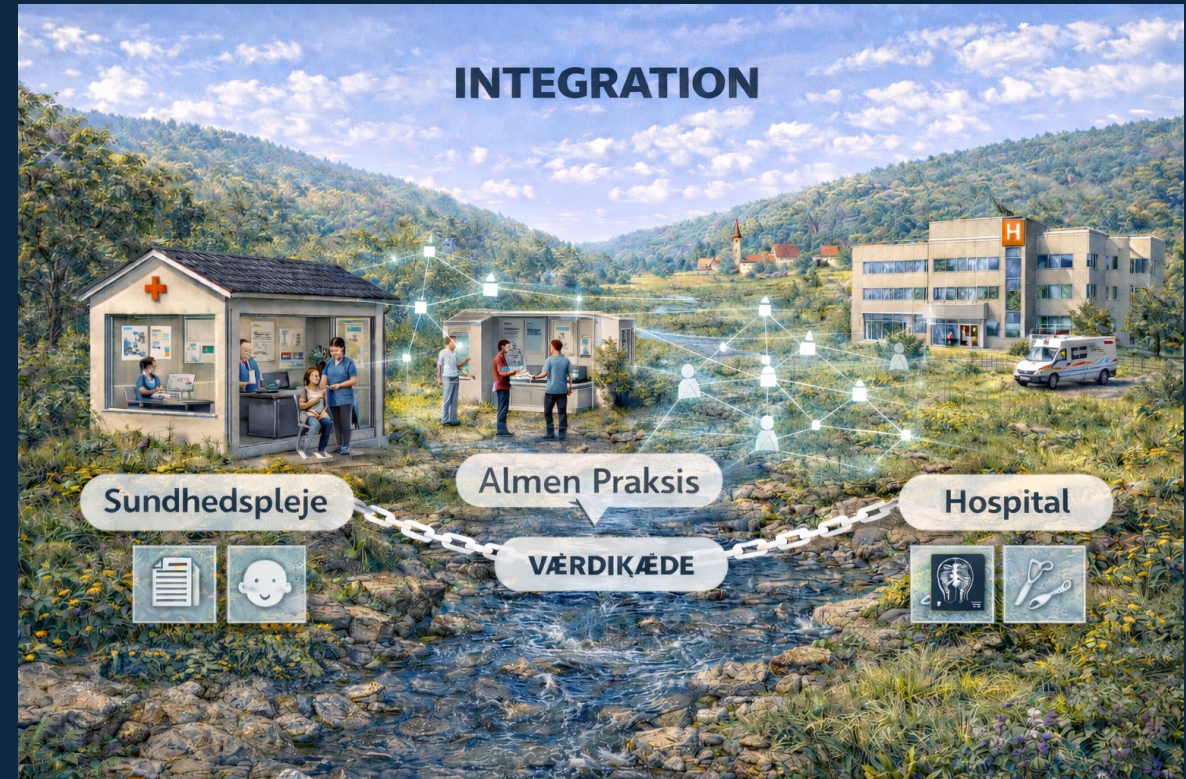 INTEGRATION
H
Sundhedspleje
Almen Praksis
Hospital
VÆRDIKÆDE